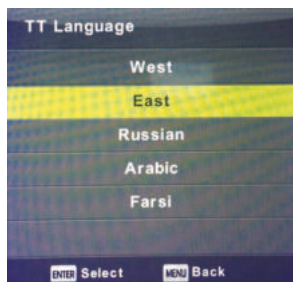 TT Language
West
East
Russian
Arabic
Farsi
ENTER Select MENU Back